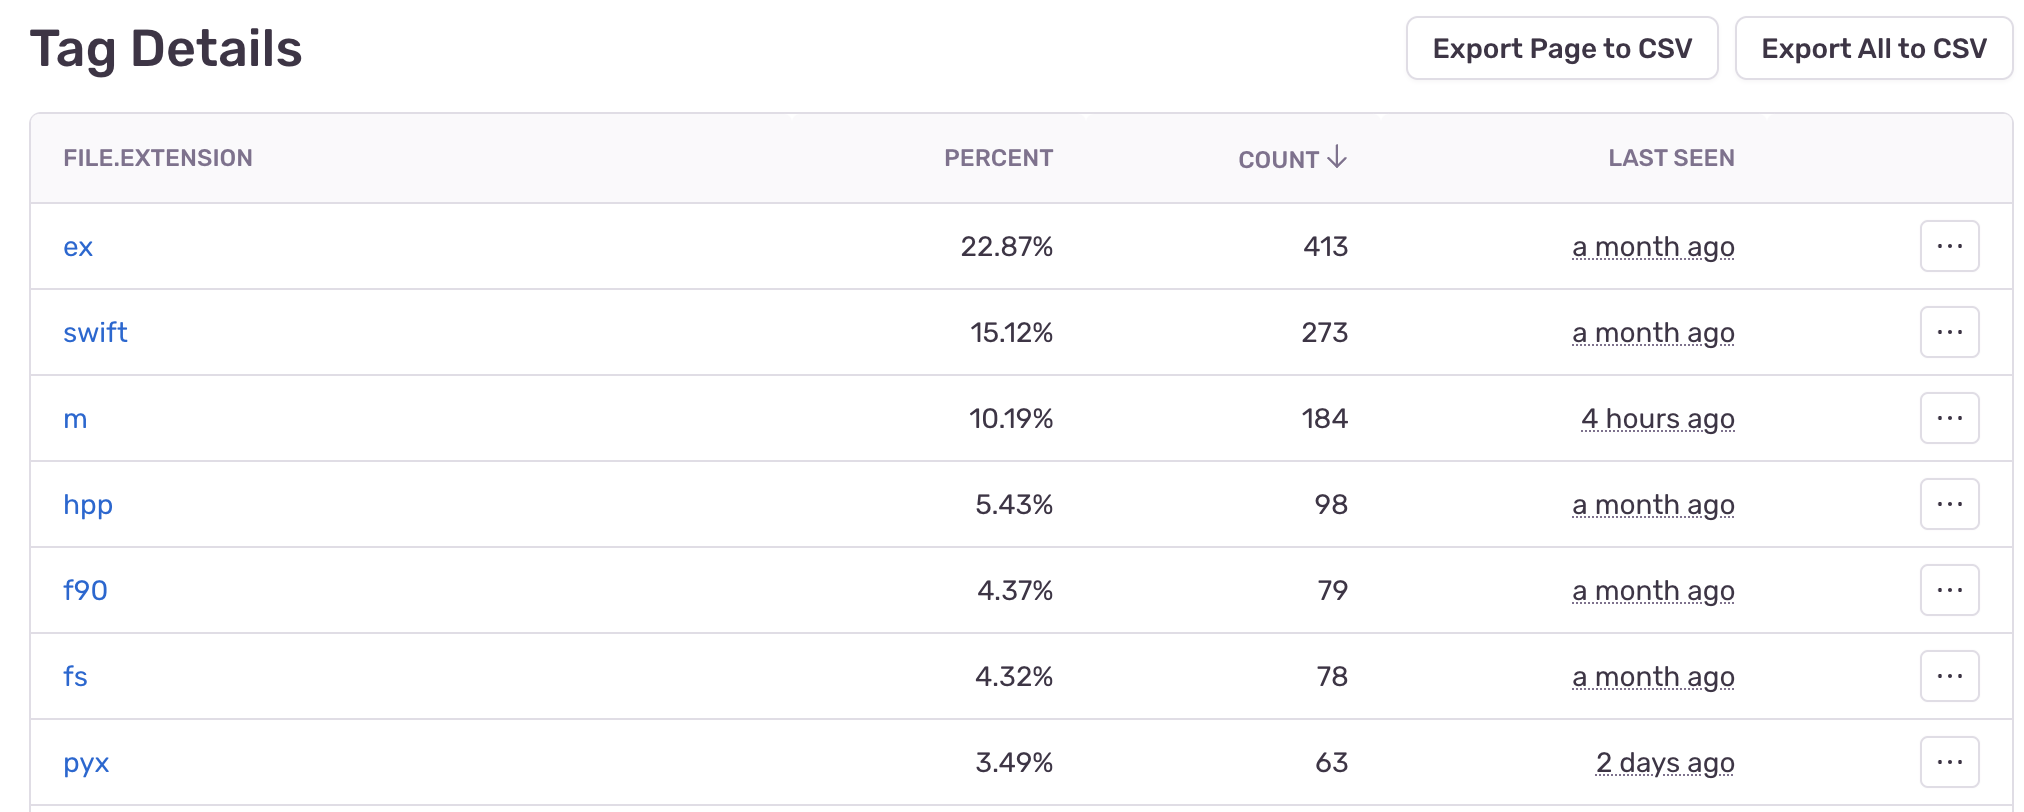 Tag Details
Export Page to CSV
Export All to CSV
FILE.EXTENSION PERCENT COUNT ↓ LAST SEEN
ex 22.87% 413 a month ago ...
swift 15.12% 273 a month ago ...
m 10.19% 184 4 hours ago ...
hpp 5.43% 98 a month ago ...
f90 4.37% 79 a month ago ...
fs 4.32% 78 a month ago ...
pyx 3.49% 63 2 days ago ...